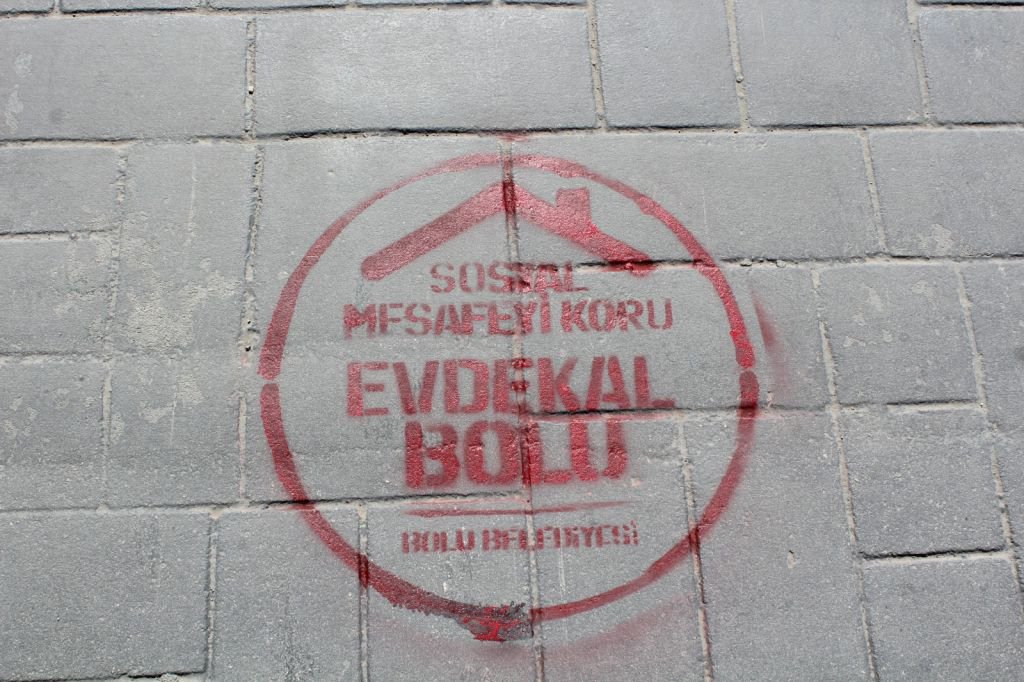 SOSYAL
MESAFEYİ KORU
EVDEKAL
BOLU
BOLU BELEDİYESİ